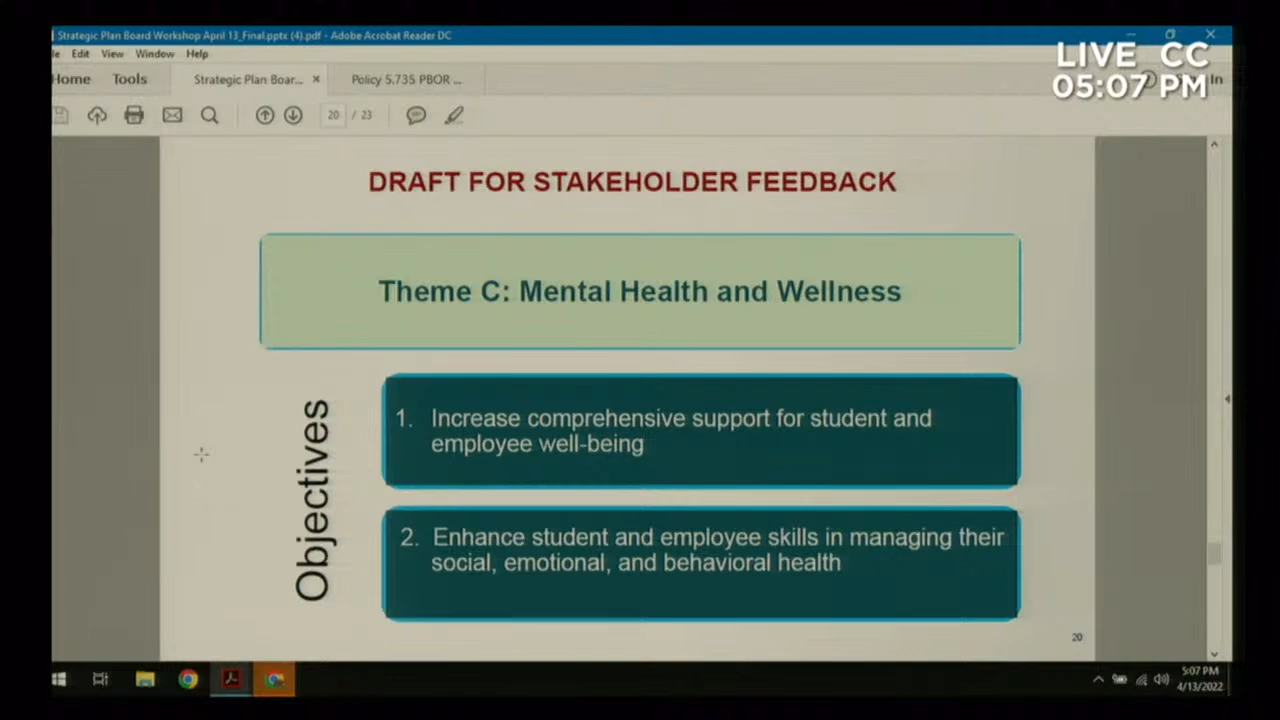 Strategic Plan Board Workshop April 13_Final.pptx (4).pdf - Adobe Acrobat Reader DC
Edit View Window Help
LIVE CC
05:07 PM
Home Tools Strategic Plan Boar... × Policy 5.735 PBOR ... In
20 / 23
DRAFT FOR STAKEHOLDER FEEDBACK
Theme C: Mental Health and Wellness
Objectives
1. Increase comprehensive support for student and
employee well-being
2. Enhance student and employee skills in managing their
social, emotional, and behavioral health
20
5:07 PM
4/13/2022